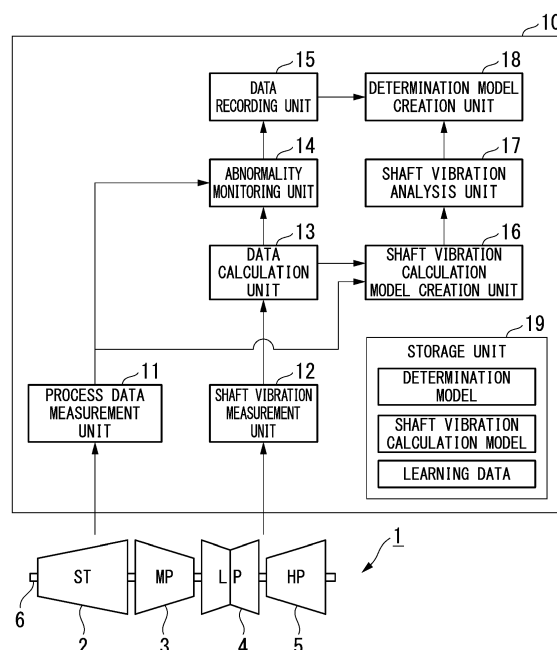 10
15
18
DATA
RECORDING UNIT
DETERMINATION MODEL
CREATION UNIT
14
17
ABNORMALITY
MONITORING UNIT
SHAFT VIBRATION
ANALYSIS UNIT
13
16
DATA
CALCULATION
UNIT
SHAFT VIBRATION
CALCULATION
MODEL CREATION UNIT
11
12
19
PROCESS DATA
MEASUREMENT
UNIT
SHAFT VIBRATION
MEASUREMENT
UNIT
STORAGE UNIT
DETERMINATION
MODEL
SHAFT VIBRATION
CALCULATION MODEL
LEARNING DATA
1
ST
MP
LP
HP
6
2
3
4
5